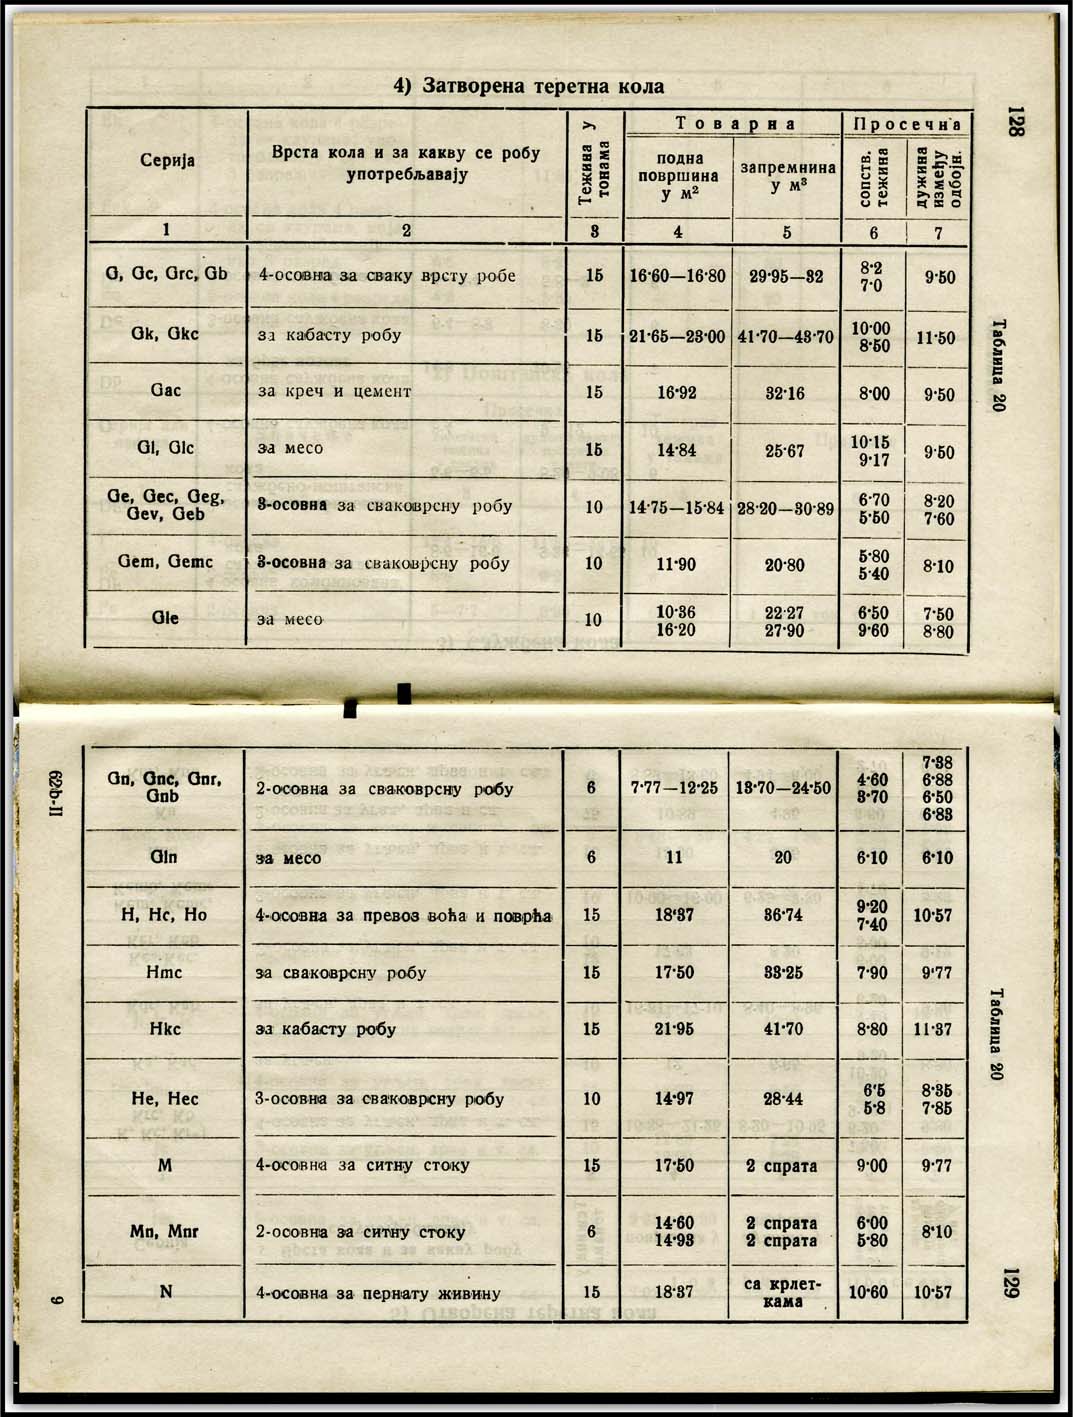 4) Затворена теретна кола
128
Серија
Врста кола и за какву се робу
употребљавају
Тежина у
тонама
Товарна
подна
површина
у м²
запремнина
у м³
Просечна
сопств.
тежина
дужина
између
одбојн.
1 2 3 4 5 6 7
G, Gc, Grc, Gb 4-осовна за сваку врсту робе 15 16·60—16·80 29·95—32 8·2 9·50
7·0
Gk, Gkc за кабасту робу 15 21·65—23·00 41·70—43·70 10·00 11·50
8·50
Gac за креч и цемент 15 16·92 32·16 8·00 9·50
Gl, Glc за месо 15 14·84 25·67 10·15 9·50
9·17
Ge, Gec, Geg, 3-осовна за сваковрсну робу 10 14·75—15·84 28·20—30·89 6·70 8·20
Gev, Geb 5·50 7·60
Gem, Gemc 3-осовна за сваковрсну робу 10 11·90 20·80 5·80 8·10
5·40
Gle за месо 10 10·36 22·27 6·50 7·50
16·20 27·90 9·60 8·80
Таблица 20
62/b-II
Gn, Gnc, Gnr, 2-осовна за сваковрсну робу 6 7·77—12·25 13·70—24·50 4·60 7·38
Gnb 3·70 6·88
6·50
6·83
Gln за месо 6 11 20 6·10 6·10
H, Hc, Ho 4-осовна за превоз воћа и поврћа 15 18·37 36·74 9·20 10·57
7·40
Hmc за сваковрсну робу 15 17·50 33·25 7·90 9·77
Hkc за кабасту робу 15 21·95 41·70 8·80 11·37
He, Hec 3-осовна за сваковрсну робу 10 14·97 28·44 6·5 8·35
5·8 7·85
M 4-осовна за ситну стоку 15 17·50 2 спрата 9·00 9·77
Mn, Mnr 2-осовна за ситну стоку 6 14·60 2 спрата 6·00 8·10
14·93 2 спрата 5·80
N 4-осовна за пернату живину 15 18·37 са крлет- 10·60 10·57
кама
Таблица 20
9
129